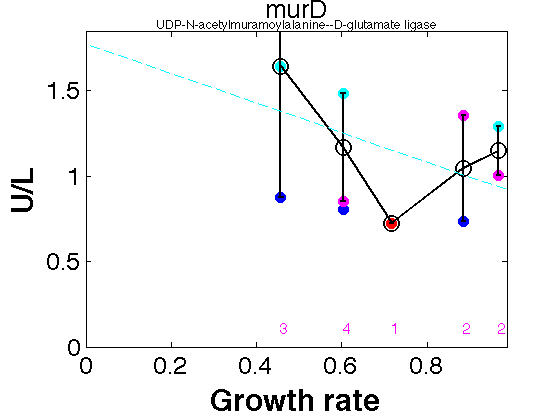 murD
UDP-N-acetylmuramoylalanine--D-glutamate ligase
1.5
1
0.5
0
U/L
3 4 1 2 2
0 0.2 0.4 0.6 0.8
Growth rate